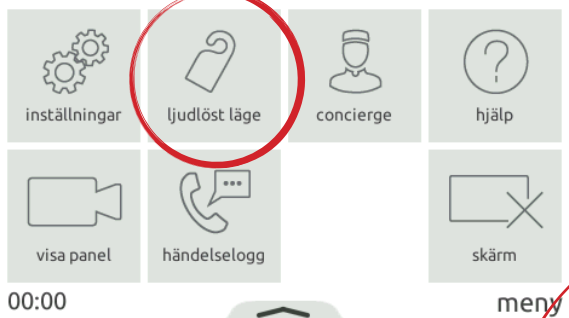 inställningar ljudlöst läge concierge hjälp
visa panel händelselogg skärm
00:00 meny